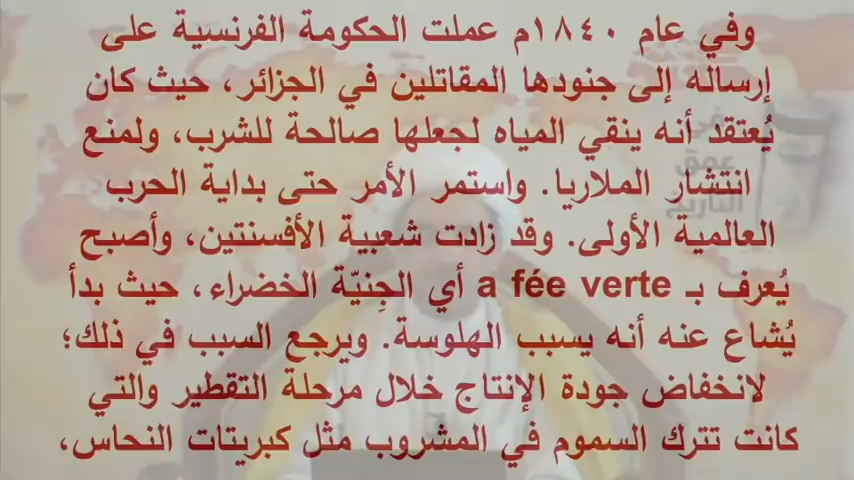 وفي عام ١٨٤٠م عملت الحكومة الفرنسية على
إرساله إلى جنودها المقاتلين في الجزائر، حيث كان
يُعتقد أنه ينقي المياه لجعلها صالحة للشرب، ولمنع
انتشار الملاريا. واستمر الأمر حتى بداية الحرب
العالمية الأولى. وقد زادت شعبية الأفسنتين، وأصبح
يُعرف بـ a fée verte أي الجِنيّة الخضراء، حيث بدأ
يُشاع عنه أنه يسبب الهلوسة. ويرجع السبب في ذلك؛
لانخفاض جودة الإنتاج خلال مرحلة التقطير والتي
كانت تترك السموم في المشروب مثل كبريتات النحاس،
في
عمق
التاريخ